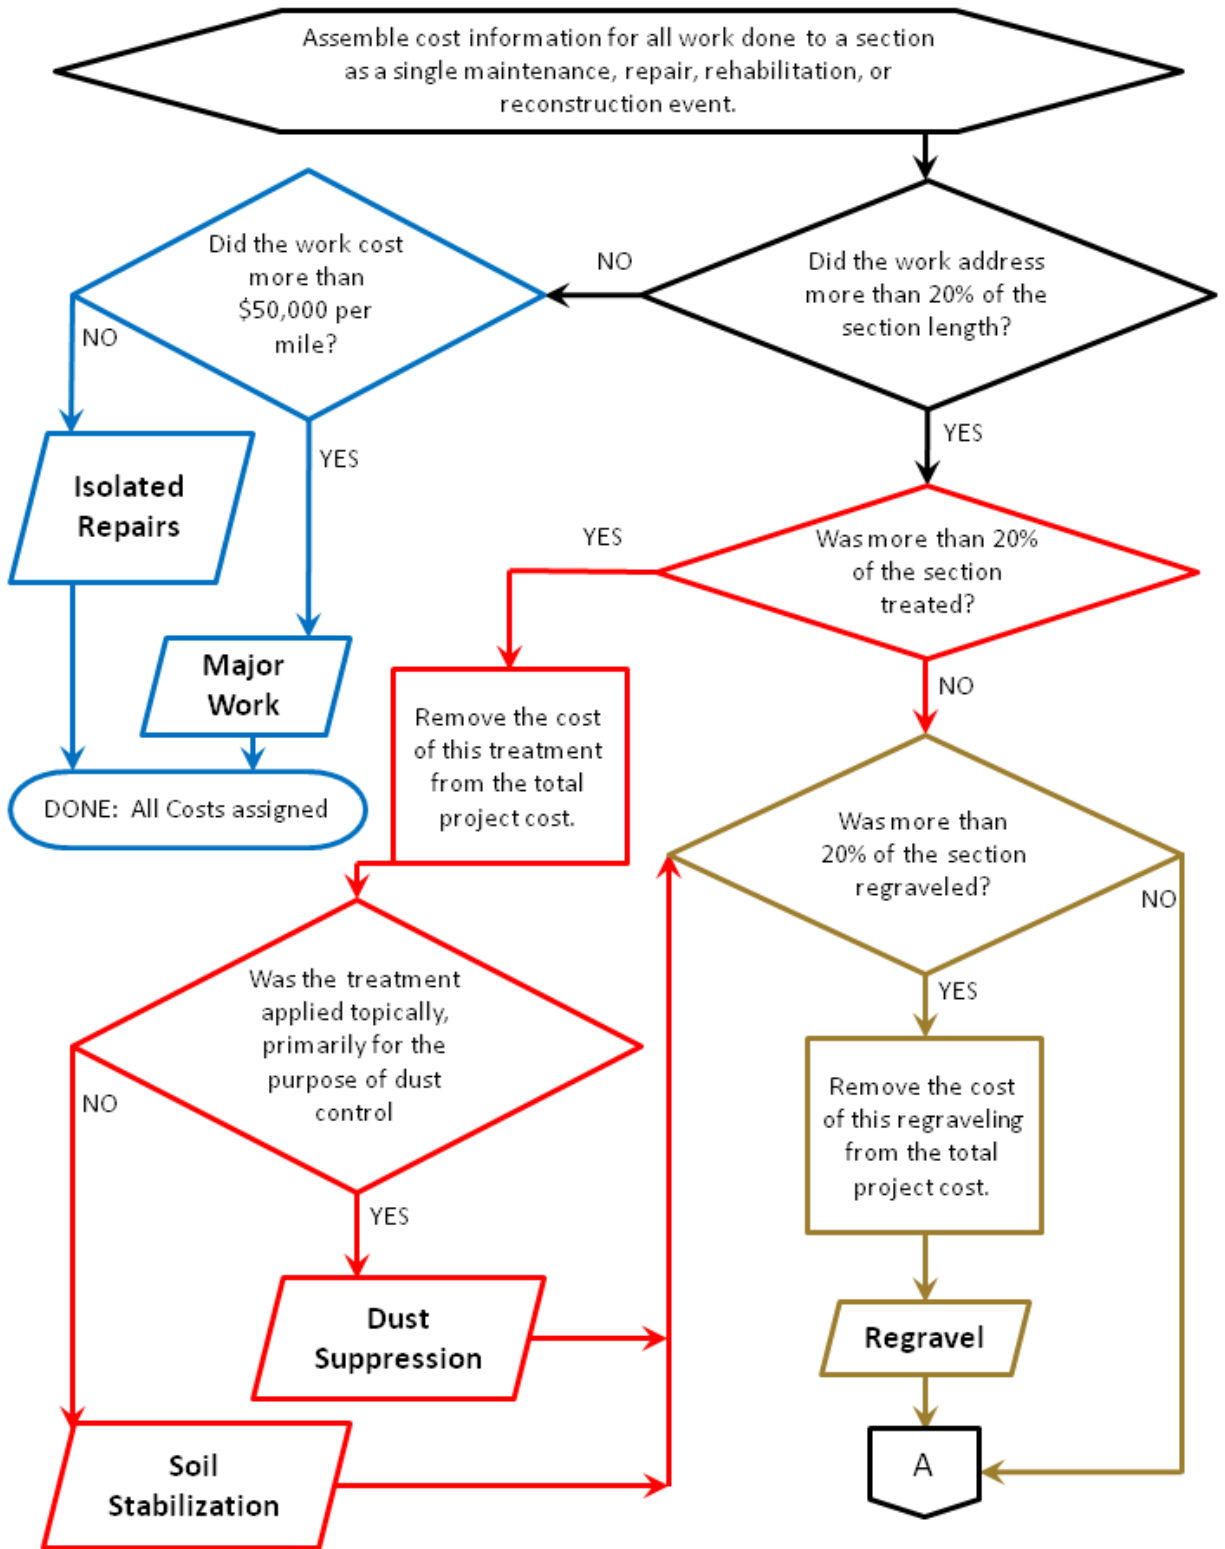 Assemble cost information for all work done to a section
as a single maintenance, repair, rehabilitation, or
reconstruction event.
Did the work cost
more than
$50,000 per
mile?
NO
Did the work address
more than 20% of the
section length?
NO
YES
YES
Isolated
Repairs
Major
Work
DONE:  All Costs assigned
Was more than 20%
of the section
treated?
YES
NO
Remove the cost
of this treatment
from the total
project cost.
Was more than
20% of the section
regraveled?
NO
YES
Was the treatment
applied topically,
primarily for the
purpose of dust
control
NO
YES
Remove the cost
of this regraveling
from the total
project cost.
Dust
Suppression
Regravel
Soil
Stabilization
A